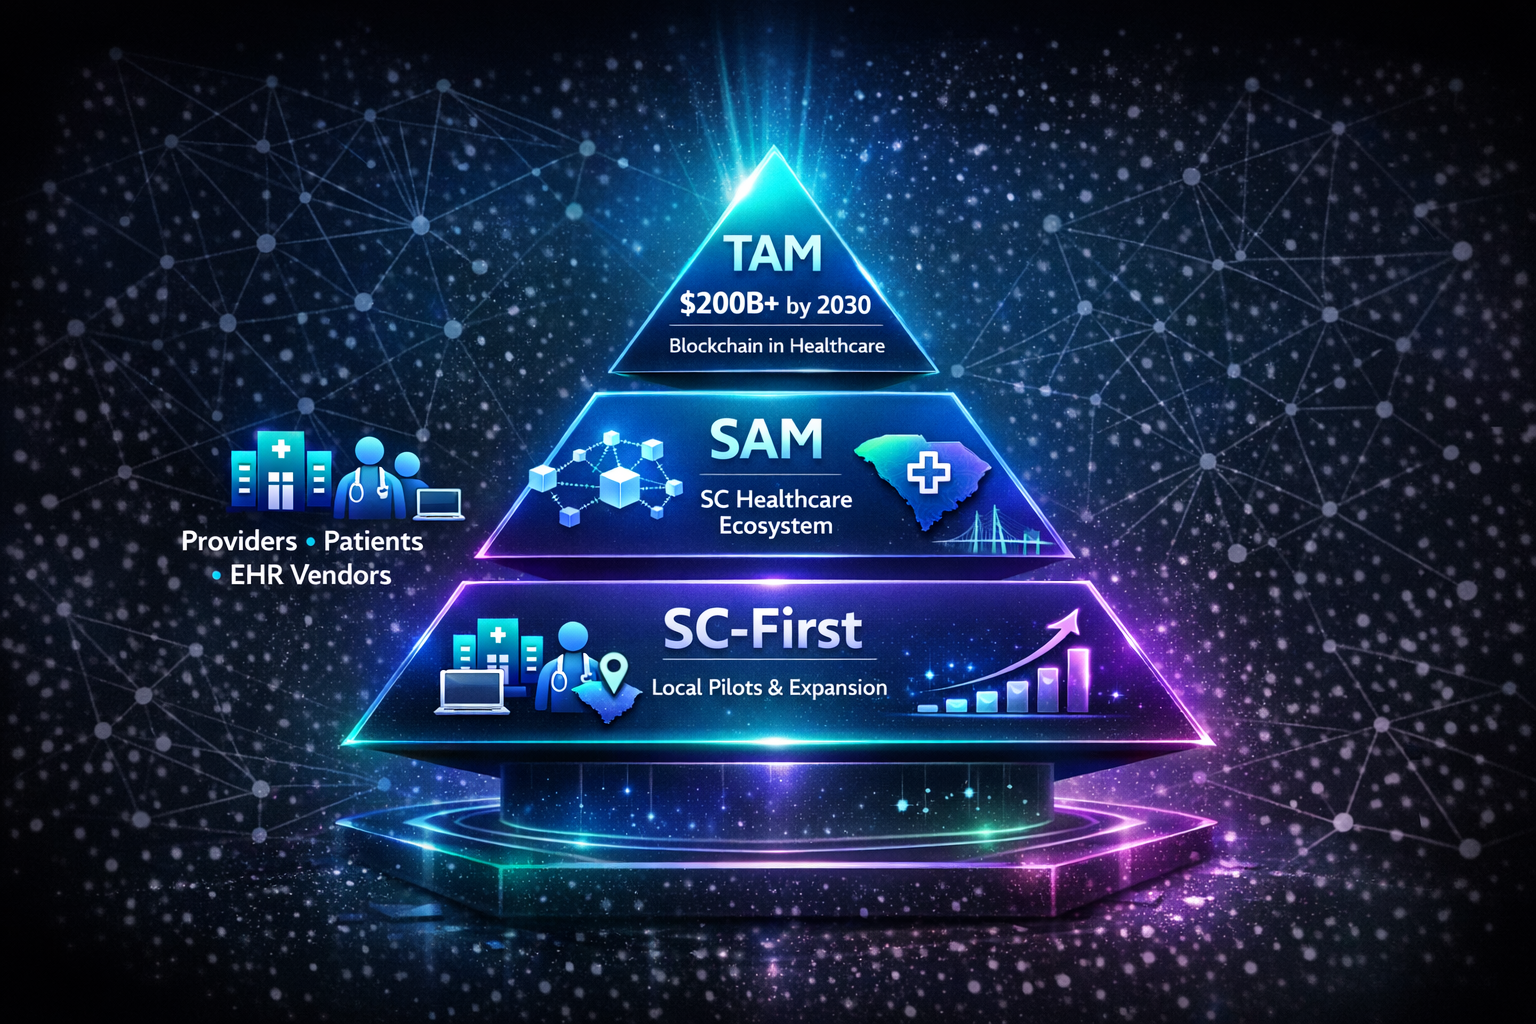 TAM
$200B+ by 2030
Blockchain in Healthcare
SAM
SC Healthcare
Ecosystem
Providers • Patients
• EHR Vendors
SC-First
Local Pilots & Expansion